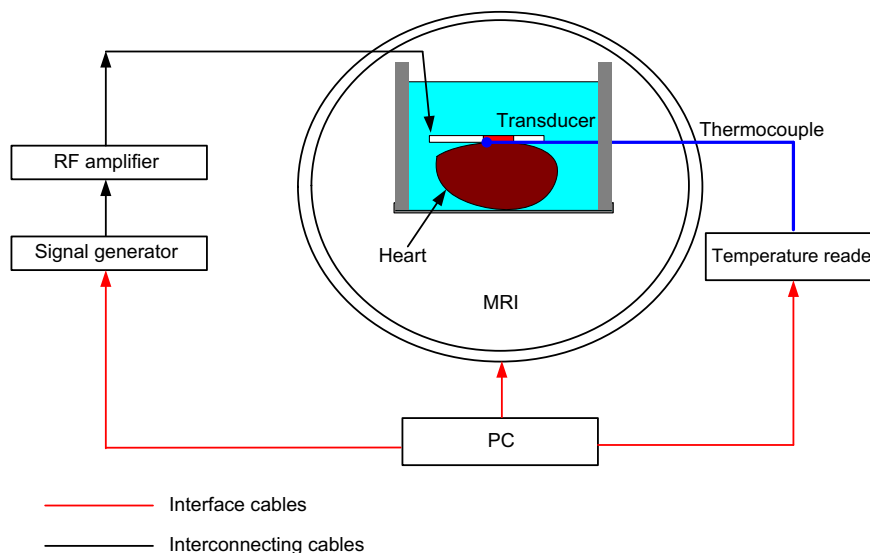 Transducer
Thermocouple
RF amplifier
Signal generator
Heart
Temperature reade
MRI
PC
Interface cables
Interconnecting cables